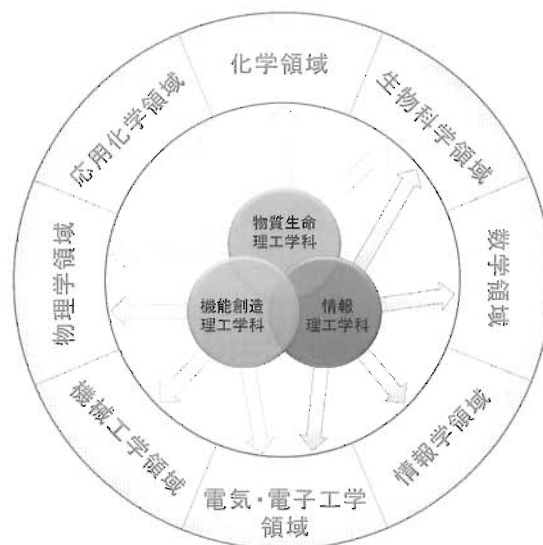 化学領域
生物科学領域
数学領域
情報学領域
電気・電子工学
領域
機械工学領域
物理学領域
応用化学領域
物質生命
理工学科
機能創造
理工学科
情報
理工学科